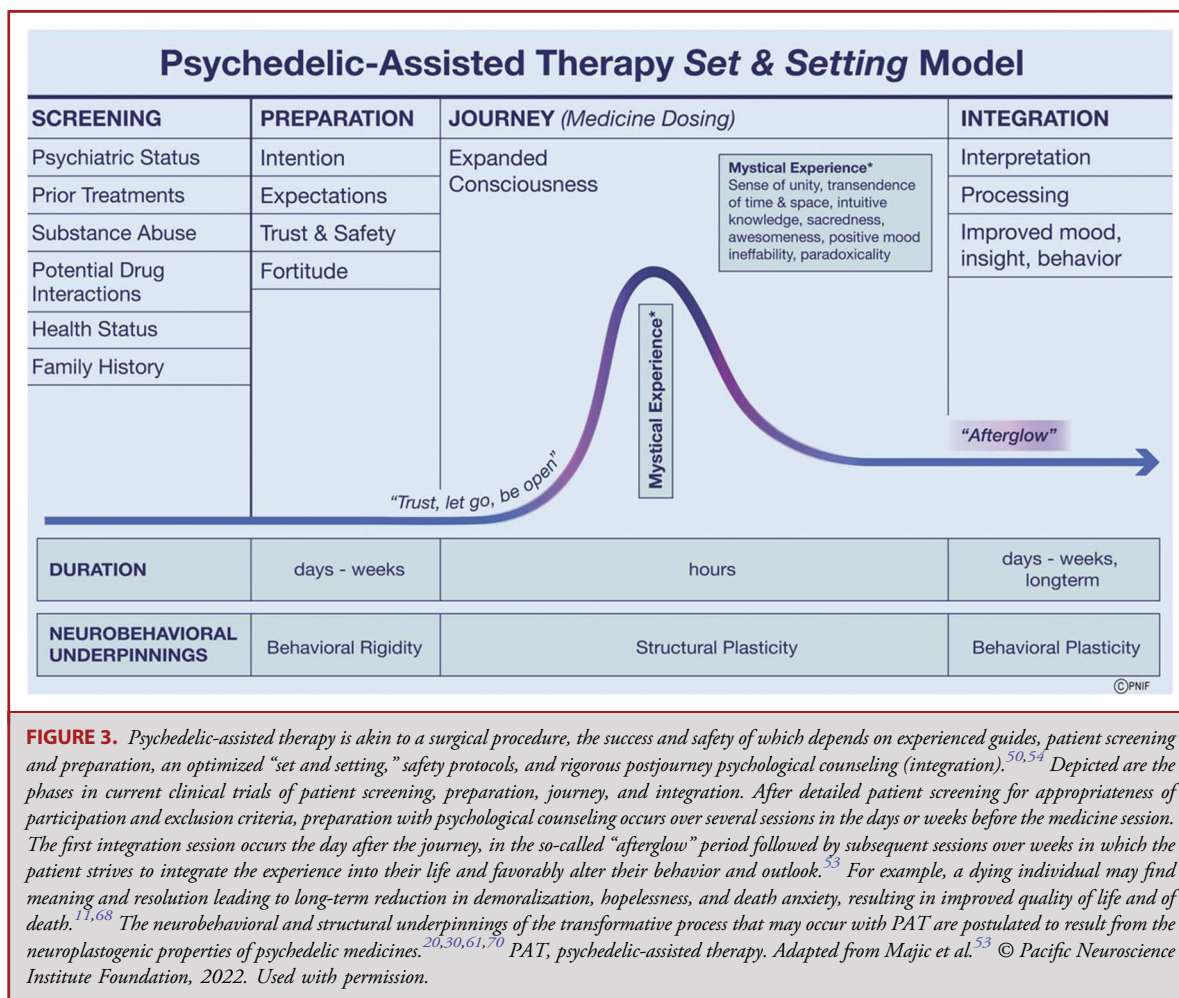 Psychedelic-Assisted Therapy Set & Setting Model
SCREENING
Psychiatric Status
Prior Treatments
Substance Abuse
Potential Drug
Interactions
Health Status
Family History
PREPARATION
Intention
Expectations
Trust & Safety
Fortitude
JOURNEY (Medicine Dosing)
Expanded
Consciousness
Mystical Experience*
Sense of unity, transendence
of time & space, intuitive
knowledge, sacredness,
awesomeness, positive mood
ineffability, paradoxicality
"Trust, let go, be open"
Mystical Experience*
INTEGRATION
Interpretation
Processing
Improved mood,
insight, behavior
"Afterglow"
DURATION
days - weeks
hours
days - weeks,
longterm
NEUROBEHAVIORAL
UNDERPINNINGS
Behavioral Rigidity
Structural Plasticity
Behavioral Plasticity
©PNIF
FIGURE 3. Psychedelic-assisted therapy is akin to a surgical procedure, the success and safety of which depends on experienced guides, patient screening
and preparation, an optimized "set and setting," safety protocols, and rigorous postjourney psychological counseling (integration).50,54 Depicted are the
phases in current clinical trials of patient screening, preparation, journey, and integration. After detailed patient screening for appropriateness of
participation and exclusion criteria, preparation with psychological counseling occurs over several sessions in the days or weeks before the medicine session.
The first integration session occurs the day after the journey, in the so-called "afterglow" period followed by subsequent sessions over weeks in which the
patient strives to integrate the experience into their life and favorably alter their behavior and outlook.53 For example, a dying individual may find
meaning and resolution leading to long-term reduction in demoralization, hopelessness, and death anxiety, resulting in improved quality of life and of
death.11,68 The neurobehavioral and structural underpinnings of the transformative process that may occur with PAT are postulated to result from the
neuroplastogenic properties of psychedelic medicines.20,30,61,70 PAT, psychedelic-assisted therapy. Adapted from Majic et al.53 © Pacific Neuroscience
Institute Foundation, 2022. Used with permission.